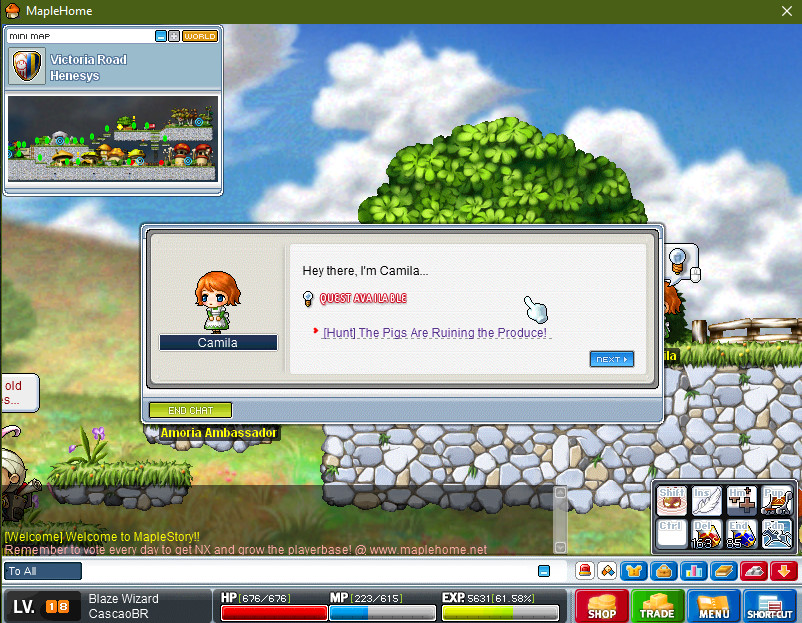 MapleHome
MINI MAP
WORLD
Victoria Road
Henesys
Hey there, I'm Camila...
QUEST AVAILABLE
[Hunt] The Pigs Are Ruining the Produce!
Camila
NEXT
END CHAT
ila
old
es...
Amoria Ambassador
Shift Ins Hm Pup
Ctrl Del End Pdn
163 85
[Welcome] Welcome to MapleStory!!
Remember to vote every day to get NX and grow the playerbase! @ www.maplehome.net
To All
LV. 18
Blaze Wizard
CascaoBR
HP [676/676] MP [223/615] EXP. 5631[61.58%]
SHOP TRADE MENU SHORT CUT